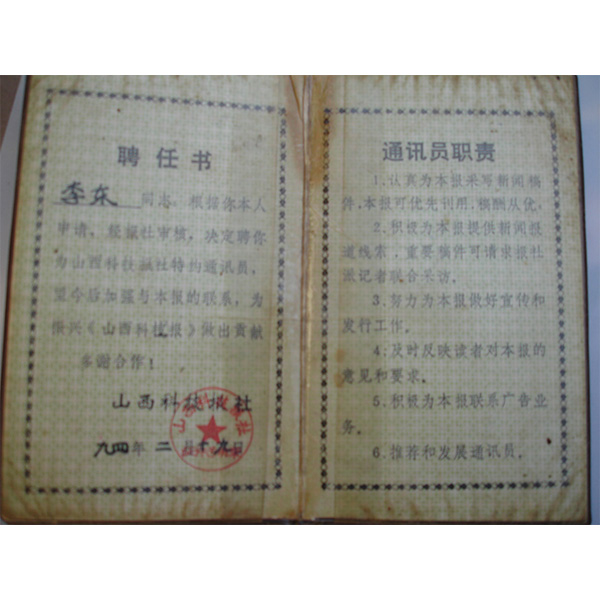 聘任书
李东 同志：根据你本人
申请，经报社审核，决定聘你
为山西科技报社特约通讯员，
望今后加强与本报的联系，为
振兴《山西科技报》做出贡献
多谢合作！
山西科技报社
九四年二月十九日
通讯员职责
1.认真为本报采写新闻稿
件，本报可优先刊用，稿酬从优。
2.积极为本报提供新闻报
道线索，重要稿件可请求报社
派记者联合采访。
3.努力为本报做好宣传和
发行工作。
4.及时反映读者对本报的
意见和要求。
5.积极为本报联系广告业
务。
6.推荐和发展通讯员。